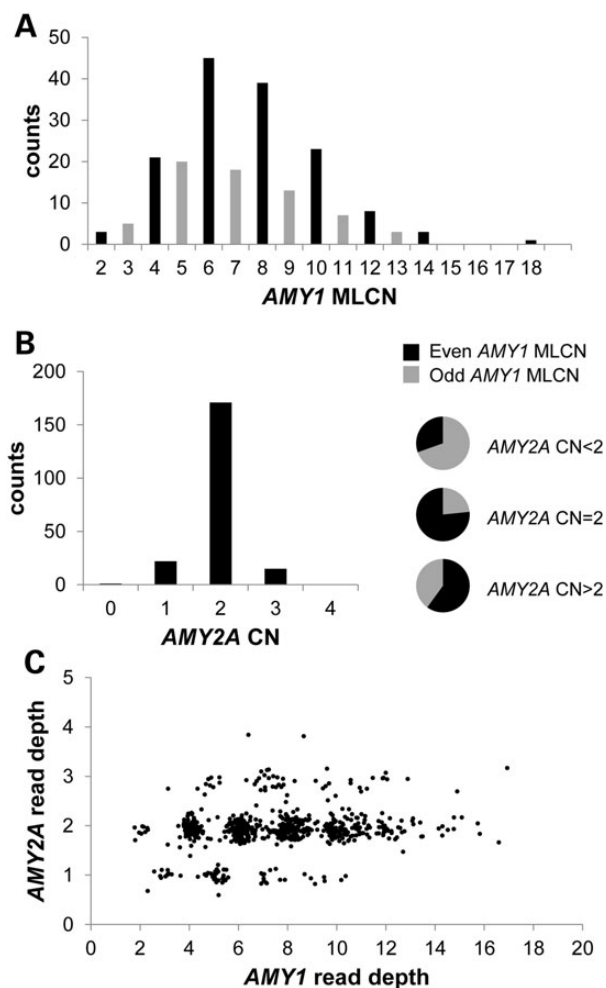 A
counts
50
40
30
20
10
0
2 3 4 5 6 7 8 9 10 11 12 13 14 15 16 17 18
AMY1 MLCN
B
counts
200
150
100
50
0
0 1 2 3 4
AMY2A CN
Even AMY1 MLCN
Odd AMY1 MLCN
AMY2A CN<2
AMY2A CN=2
AMY2A CN>2
C
AMY2A read depth
5
4
3
2
1
0
0 2 4 6 8 10 12 14 16 18 20
AMY1 read depth